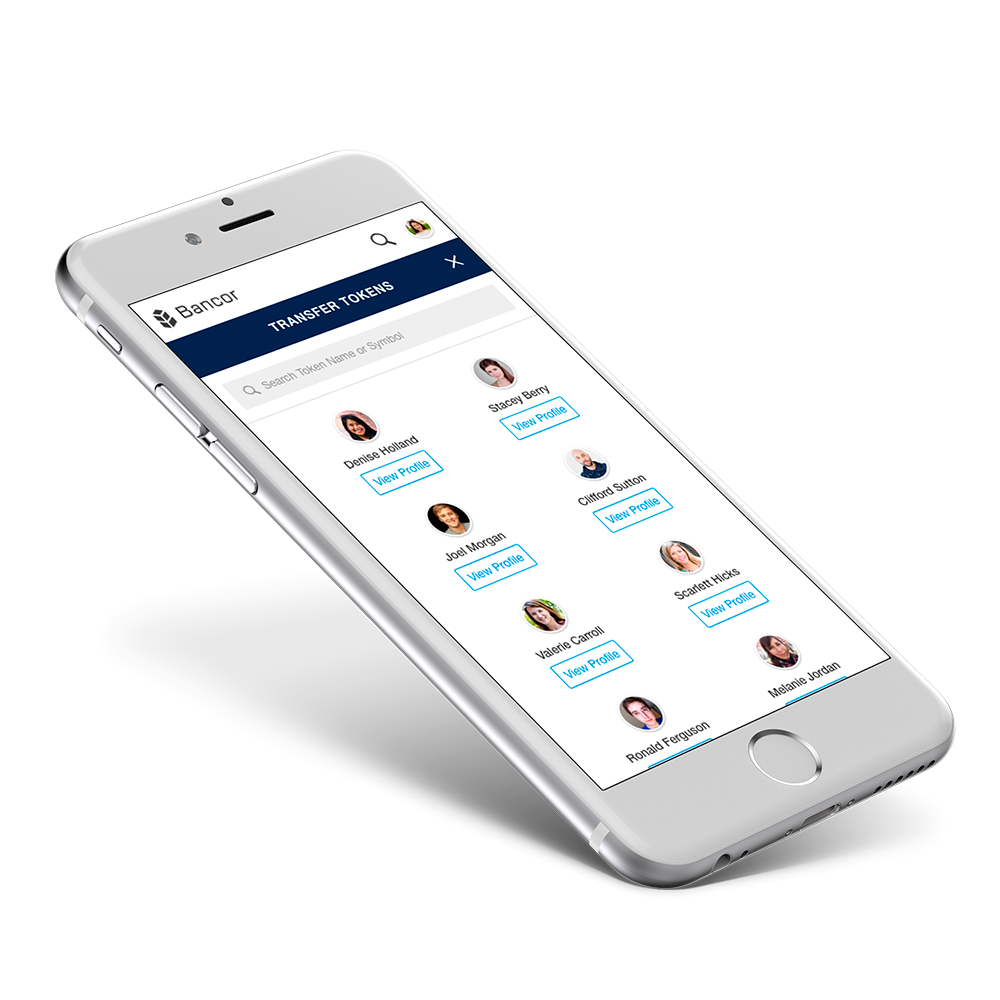 Bancor
TRANSFER TOKENS
Search Token Name or Symbol
Denise Holland
View Profile
Stacey Berry
View Profile
Joel Morgan
View Profile
Clifford Sutton
View Profile
Valerie Carroll
View Profile
Scarlett Hicks
View Profile
Ronald Ferguson
Melanie Jordan